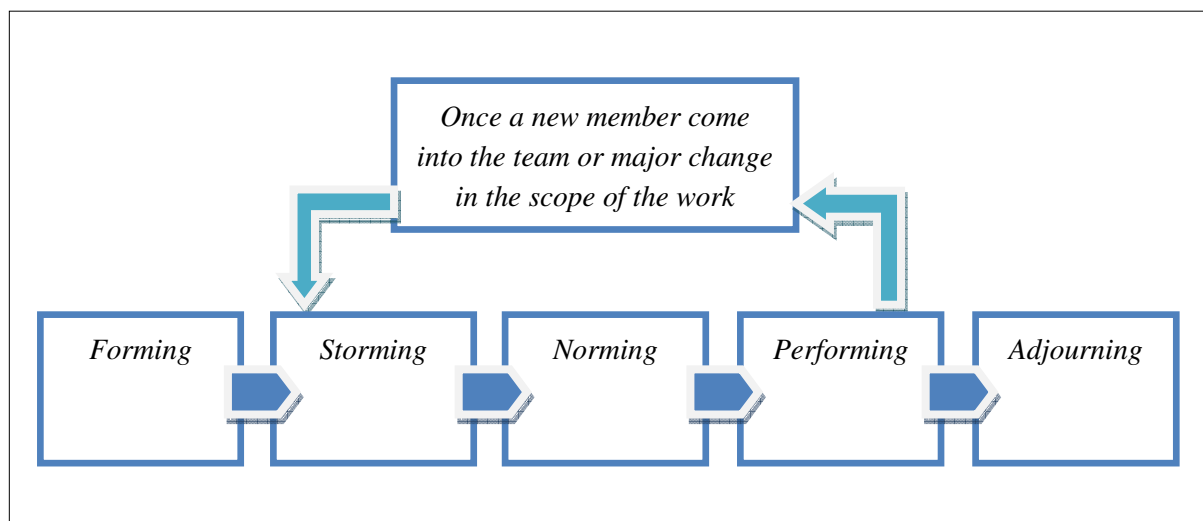 Once a new member come
into the team or major change
in the scope of the work
Forming
Storming
Norming
Performing
Adjourning